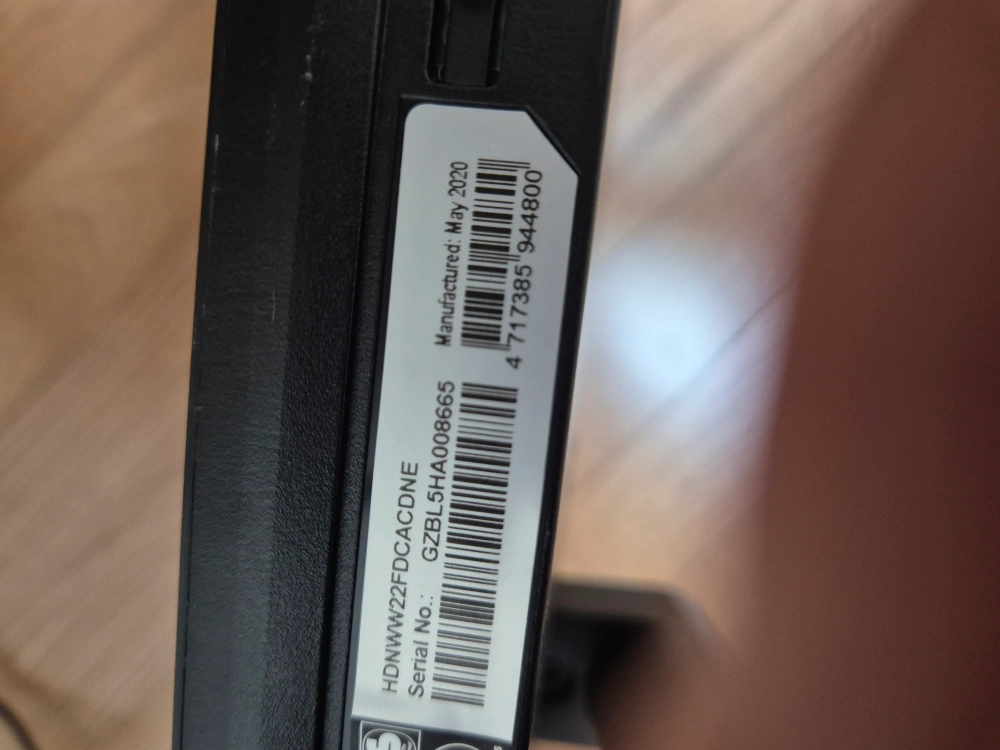 HDNWW22FDCACDNE
Serial No.: GZBL5HA008665
Manufactured: May 2020
4 717385 944800